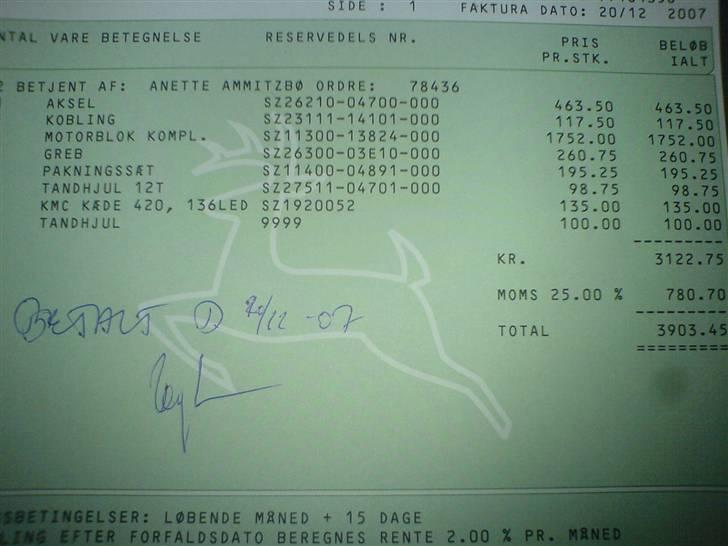 SIDE : 1 FAKTURA DATO: 20/12 2007
NTAL VARE BETEGNELSE RESERVEDELS NR. PRIS PR.STK. BELØB IALT
2 BETJENT AF: ANETTE AMMITZBØ ORDRE: 78436
AKSEL SZ26210-04700-000 463.50 463.50
KOBLING SZ23111-14101-000 117.50 117.50
MOTORBLOK KOMPL. SZ11300-13824-000 1752.00 1752.00
GREB SZ26300-03E10-000 260.75 260.75
PAKNINGSSÆT SZ11400-04891-000 195.25 195.25
TANDHJUL 12T SZ27511-04701-000 98.75 98.75
KMC KÆDE 420, 136LED SZ1920052 135.00 135.00
TANDHJUL 9999 100.00 100.00
KR. 3122.75
MOMS 25.00 % 780.70
TOTAL 3903.45
BETALT D /12 -07
SBETINGELSER: LØBENDE MÅNED + 15 DAGE
LING EFTER FORFALDSDATO BEREGNES RENTE 2.00 % PR. MÅNED